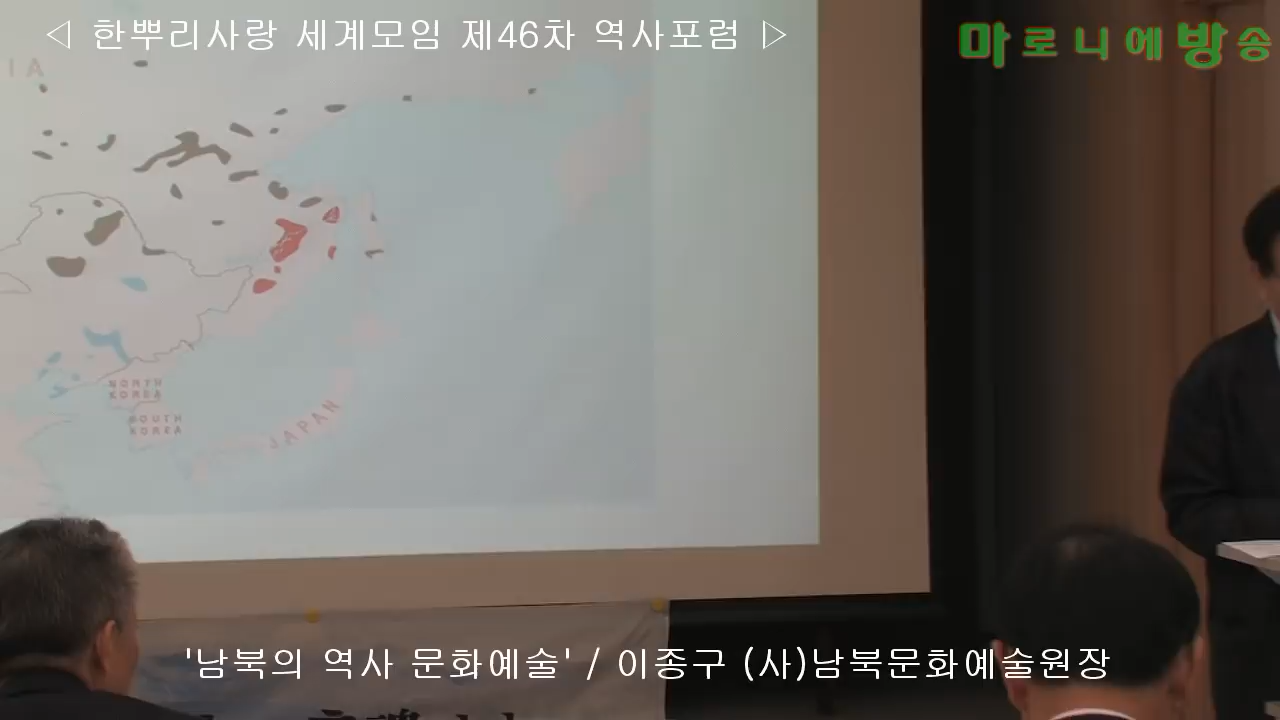 ◁ 한뿌리사랑 세계모임 제46차 역사포럼 ▷
마로니에방송
IA
NORTH
KOREA
SOUTH
KOREA
JAPAN
'남북의 역사 문화예술' / 이종구 (사)남북문화예술원장